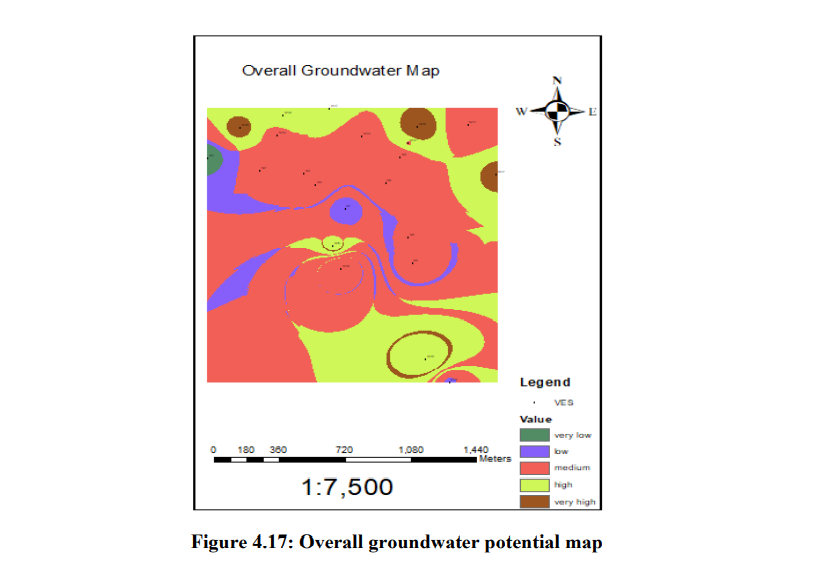 Overall Groundwater Map
N
W E
S
Legend
VES
Value
very low
low
medium
high
very high
0 180 360 720 1,080 1,440
Meters
1:7,500
Figure 4.17: Overall groundwater potential map